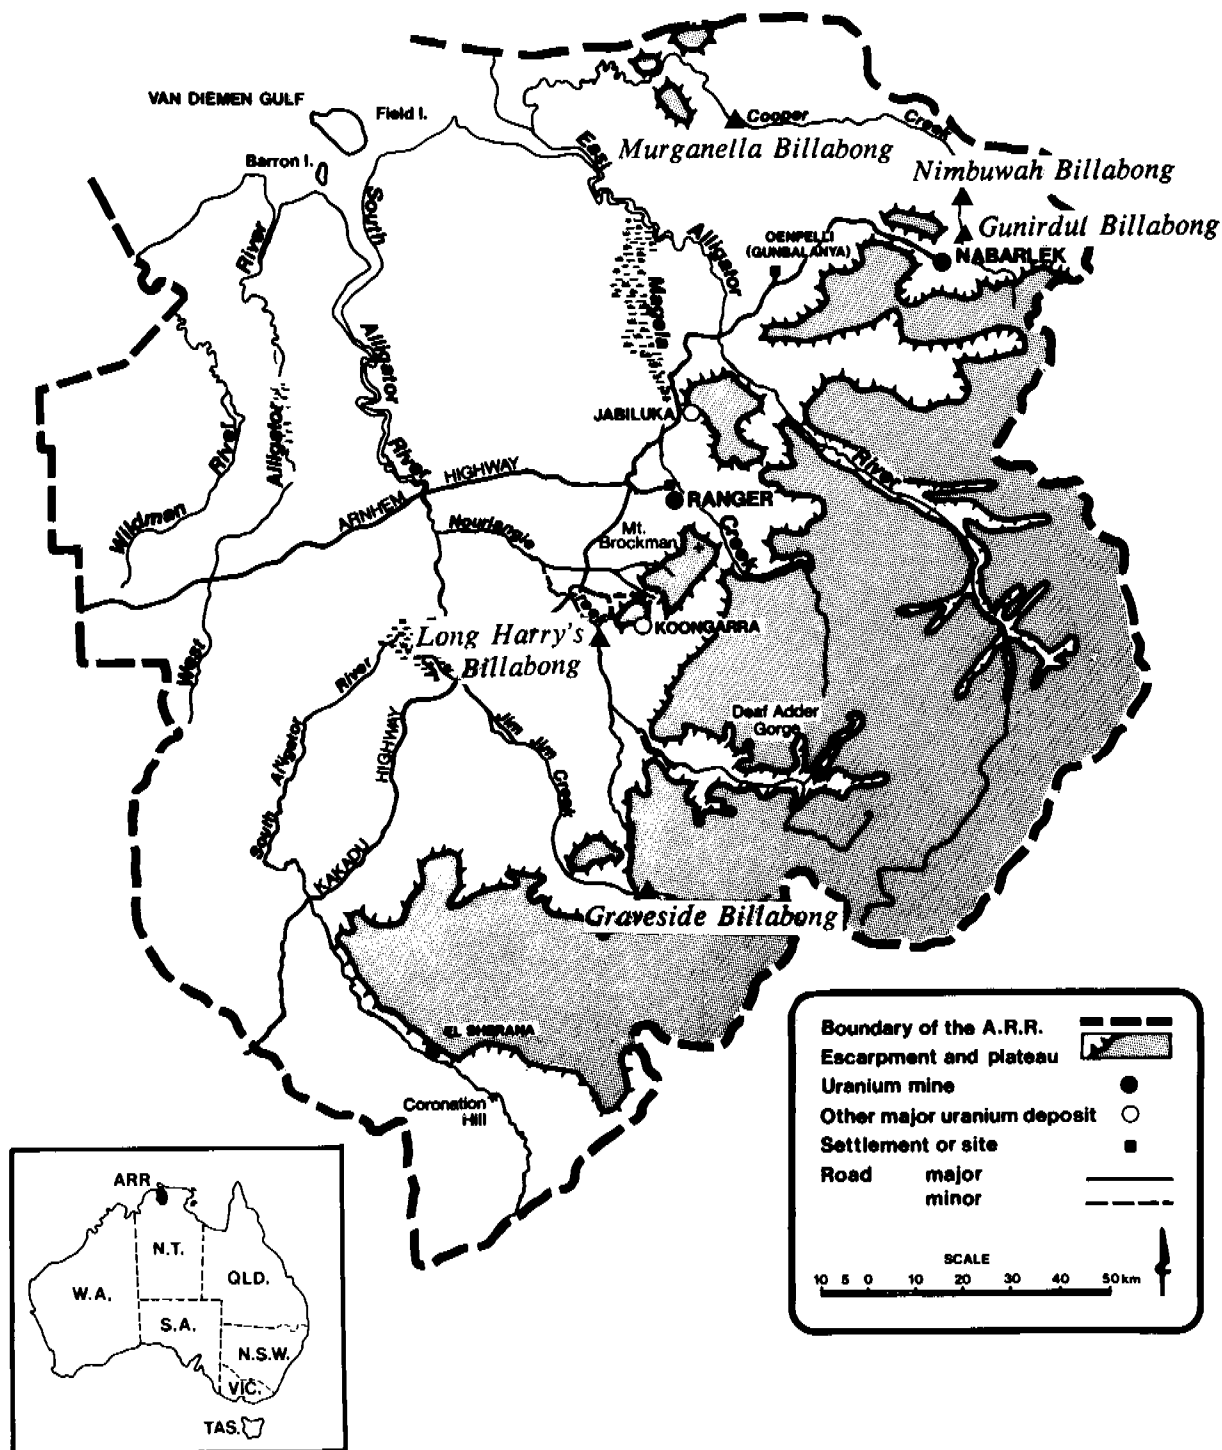 VAN DIEMEN GULF
Field I.
Barron I.
Cooper
Creek
Murganella Billabong
Nimbuwah Billabong
Gunirdul Billabong
NABARLEK
OENPELLI
(GUNBALANYA)
East
Alligator
River
Magela
Creek
South
Alligator
River
River
Alligator
West
Wildman
River
JABILUKA
ARNHEM
HIGHWAY
RANGER
Nourlangie
Creek
Mt.
Brockman
KOONGARRA
Long Harry's
Billabong
River
Alligator
South
HIGHWAY
KAKADU
Jim
Jim
Creek
Deaf Adder
Gorge
Graveside Billabong
EL SHERANA
Coronation
Hill
Boundary of the A.R.R.
Escarpment and plateau
Uranium mine
Other major uranium deposit
Settlement or site
Road major
minor
SCALE
10 5 0 10 20 30 40 50 km
ARR
N.T.
W.A.
QLD.
S.A.
N.S.W.
VIC.
TAS.